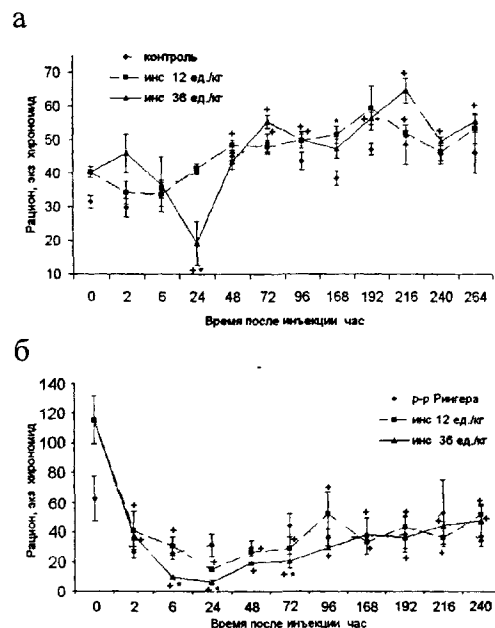 а
70
60
50
40
30
20
10
Рацион, экз хирономид
контроль
инс 12 ед./кг
инс 36 ед./кг
0 2 6 24 48 72 96 168 192 216 240 264
Время после инъекции час
б
140
120
100
80
60
40
20
0
Рацион, экз хирономид
р-р Рингера
инс 12 ед./кг
инс 36 ед./кг
0 2 6 24 48 72 96 168 192 216 240
Время после инъекции, час